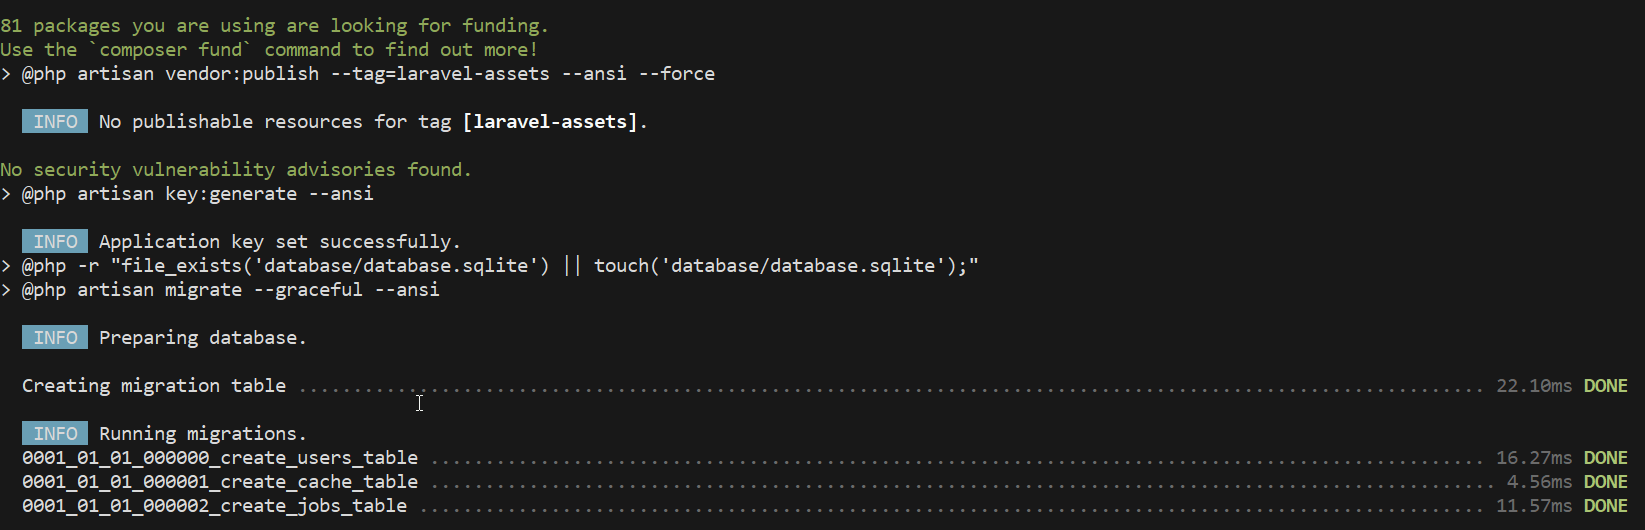 81 packages you are using are looking for funding.
Use the `composer fund` command to find out more!
> @php artisan vendor:publish --tag=laravel-assets --ansi --force
INFO No publishable resources for tag [laravel-assets].
No security vulnerability advisories found.
> @php artisan key:generate --ansi
INFO Application key set successfully.
> @php -r "file_exists('database/database.sqlite') || touch('database/database.sqlite');"
> @php artisan migrate --graceful --ansi
INFO Preparing database.
Creating migration table ............................................................................................................ 22.10ms DONE
INFO Running migrations.
0001_01_01_000000_create_users_table ................................................................................................ 16.27ms DONE
0001_01_01_000001_create_cache_table ................................................................................................. 4.56ms DONE
0001_01_01_000002_create_jobs_table ................................................................................................. 11.57ms DONE